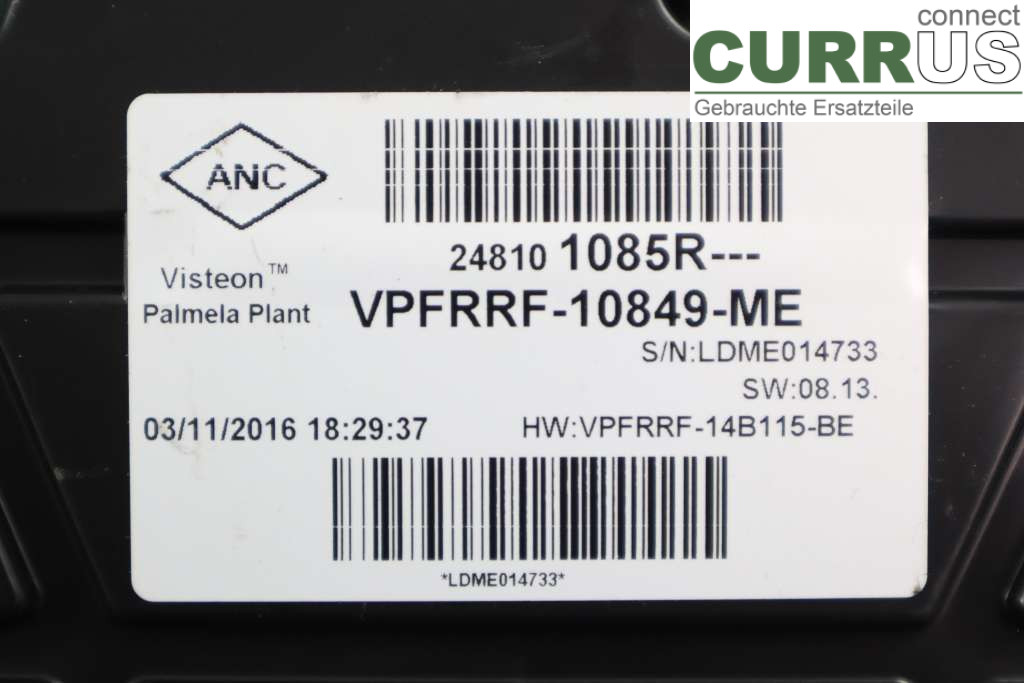 connect
CURRUS
Gebrauchte Ersatzteile
ANC
Visteon™
Palmela Plant
24810 1085R---
VPFRRF-10849-ME
S/N:LDME014733
SW:08.13.
03/11/2016 18:29:37 HW:VPFRRF-14B115-BE
*LDME014733*